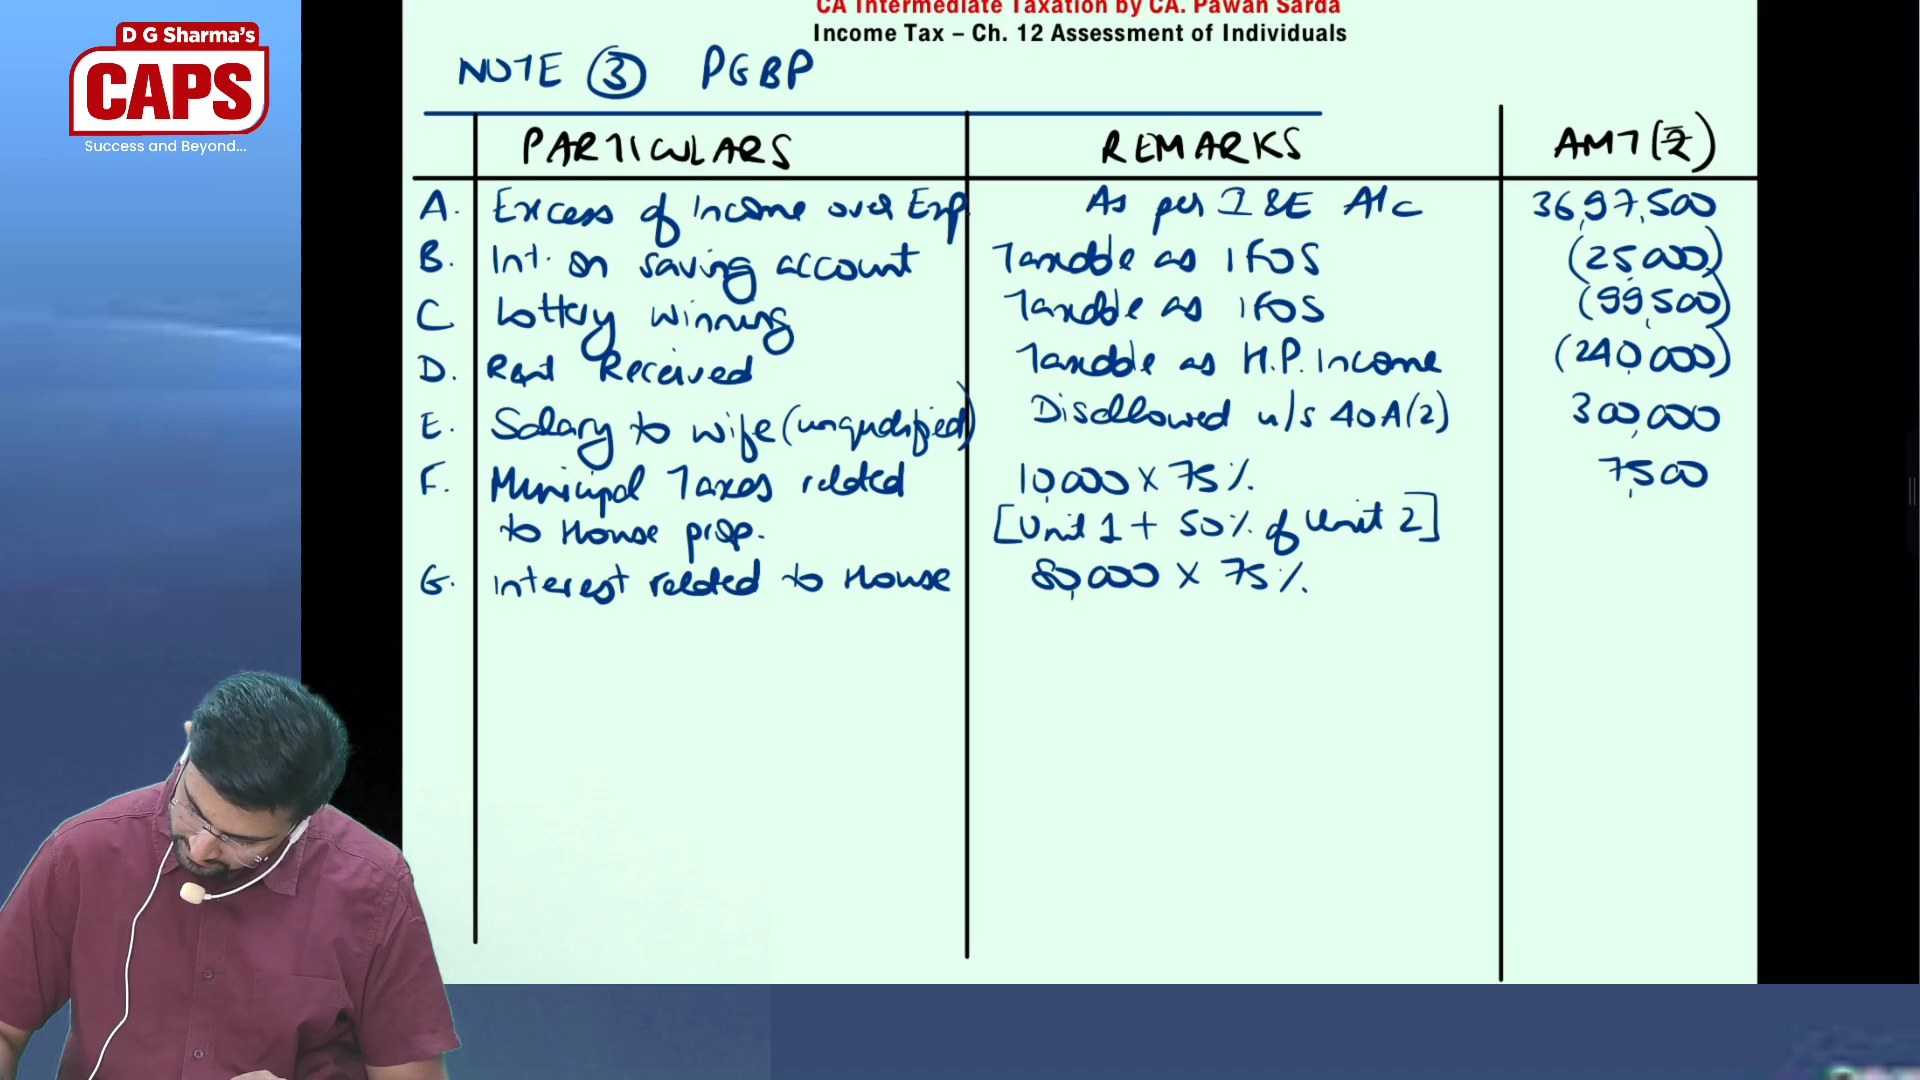 D G Sharma's
CAPS
Success and Beyond...
CA Intermediate Taxation by CA. Pawan Sarda
Income Tax – Ch. 12 Assessment of Individuals
NOTE ③ PGBP
PARTICULARS REMARKS AMT (₹)
A. Excess of Income over Exp As per I & E A/c 36,97,500
B. Int. on saving account Taxable as IFOS (25000)
C Lottery winning Taxable as IFOS (99,500)
D. Rent Received Taxable as H.P. Income (240,000)
E. Salary to wife (unqualified) Disallowed u/s 40A(2) 300,000
F. Municipal Taxes related 10,000 X 75% 7,500
to House prop. [Unit 1 + 50% of Unit 2]
G. Interest related to House 80,000 X 75%